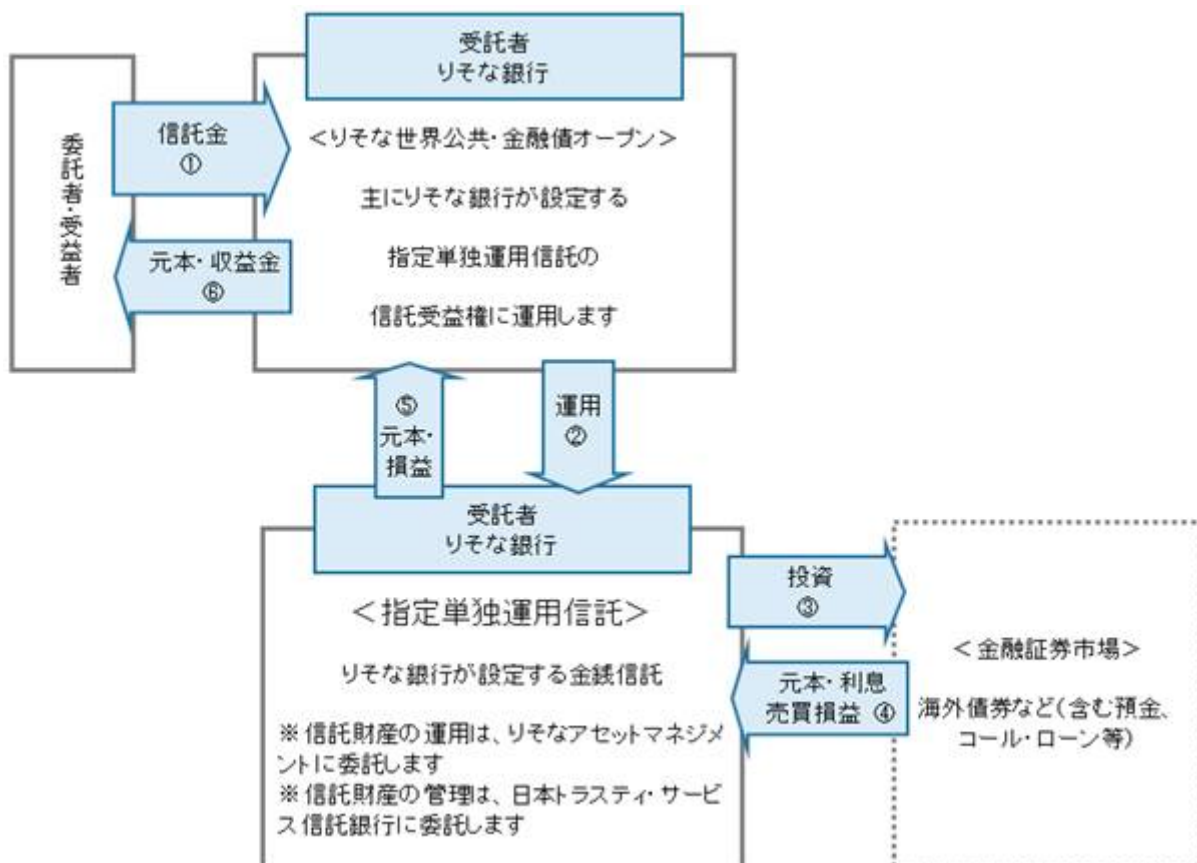 受託者
りそな銀行
委託者・受益者
信託金
①
<りそな世界公共・金融債オープン>
主にりそな銀行が設定する
指定単独運用信託の
信託受益権に運用します
元本・収益金
⑥
⑤
元本・
損益
運用
②
受託者
りそな銀行
<指定単独運用信託>
りそな銀行が設定する金銭信託
※信託財産の運用は、りそなアセットマネジメ
ントに委託します
※信託財産の管理は、日本トラスティ・サービ
ス信託銀行に委託します
投資
③
元本・利息
売買損益 ④
<金融証券市場>
海外債券など(含む預金、
コール・ローン等)